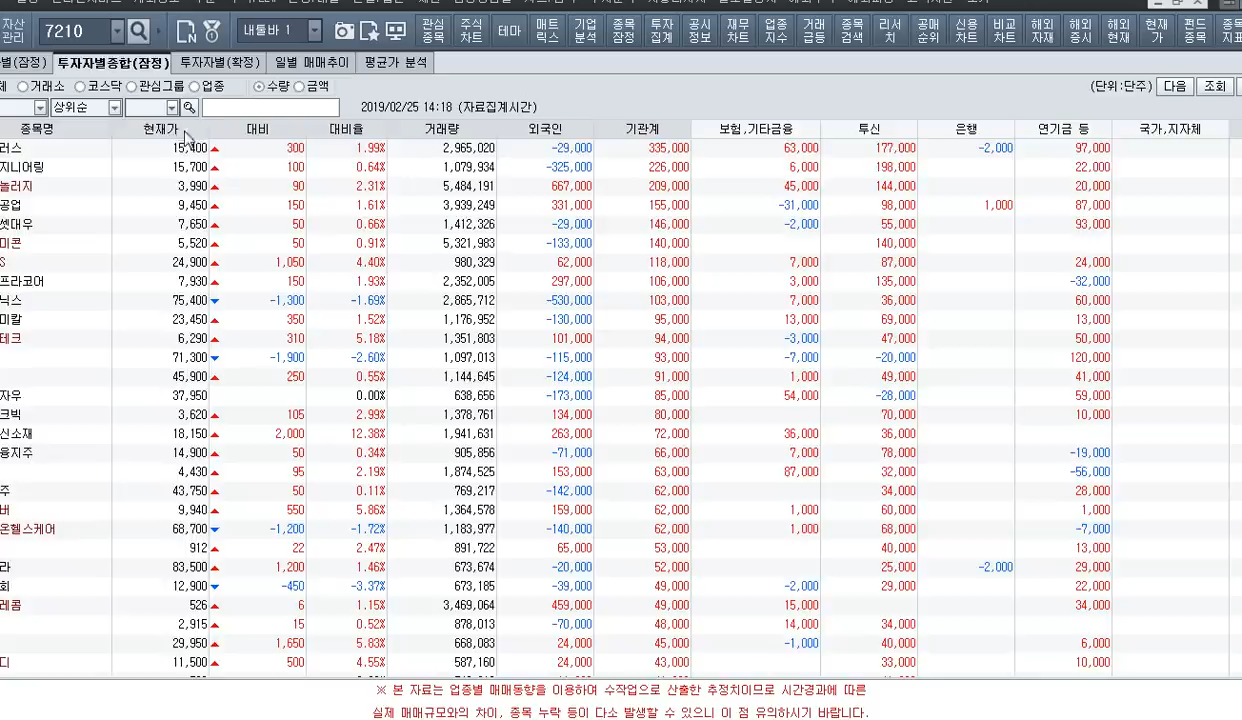 자산 관리 7210 내툴바 1 관심 종목 주식 차트 테마 매트 릭스 기업 분석 종목 잠정 투자 집계 공시 정보 재무 차트 업종 지수 거래 급등 종목 검색 리서 치 공매 순위 신용 차트 비교 차트 해외 자재 해외 증시 해외 현재 현재 가 펀드 종목
별(잠정) 투자자별종합(잠정) 투자자별(확정) 일별 매매추이 평균가 분석
체 거래소 코스닥 관심그룹 업종 수량 금액 (단위:단주) 다음 조회
상위순 2019/02/25 14:18 (자료집계시간)
종목명 현재가 대비 대비율 거래량 외국인 기관계 보험,기타금융 투신 은행 연기금 등 국가,지자체
러스 15,400 ▲ 300 1.99% 2,965,020 -29,000 335,000 63,000 177,000 -2,000 97,000
지니어링 15,700 ▲ 100 0.64% 1,079,934 -325,000 231,000 6,000 198,000 22,000
놀러지 3,990 ▲ 90 2.31% 5,484,191 667,000 209,000 45,000 144,000 20,000
공업 9,450 ▲ 150 1.61% 3,939,249 331,000 155,000 -31,000 98,000 1,000 87,000
셋대우 7,650 ▲ 50 0.66% 1,412,326 -29,000 146,000 -2,000 55,000 93,000
미콘 5,520 ▲ 50 0.91% 5,321,983 -133,000 140,000 140,000
S 24,900 ▲ 1,050 4.40% 980,329 62,000 118,000 7,000 87,000 24,000
프라코어 7,930 ▲ 150 1.93% 2,352,005 297,000 106,000 3,000 135,000 -32,000
닉스 75,400 ▼ -1,300 -1.69% 2,865,712 -530,000 103,000 7,000 36,000 60,000
미칼 23,450 ▲ 350 1.52% 1,176,952 -130,000 95,000 13,000 69,000 13,000
테크 6,290 ▲ 310 5.18% 1,351,803 101,000 94,000 -3,000 47,000 50,000
71,300 ▼ -1,900 -2.60% 1,097,013 -115,000 93,000 -7,000 -20,000 120,000
45,900 ▲ 250 0.55% 1,144,645 -124,000 91,000 1,000 49,000 41,000
자우 37,950 0.00% 638,656 -173,000 85,000 54,000 -28,000 59,000
크빅 3,620 ▲ 105 2.99% 1,378,761 134,000 80,000 70,000 10,000
신소재 18,150 ▲ 2,000 12.38% 1,941,631 263,000 72,000 36,000 36,000
융지주 14,900 ▲ 50 0.34% 905,856 -71,000 66,000 7,000 78,000 -19,000
4,430 ▲ 95 2.19% 1,874,525 153,000 63,000 87,000 32,000 -56,000
주 43,750 ▲ 50 0.11% 769,217 -142,000 62,000 34,000 28,000
버 9,940 ▲ 550 5.86% 1,364,578 159,000 62,000 1,000 60,000 1,000
온헬스케어 68,700 ▼ -1,200 -1.72% 1,183,977 -140,000 62,000 1,000 68,000 -7,000
912 ▲ 22 2.47% 891,722 65,000 53,000 40,000 13,000
라 83,500 ▲ 1,200 1.46% 673,674 -20,000 52,000 25,000 -2,000 29,000
회 12,900 ▼ -450 -3.37% 673,185 -39,000 49,000 -2,000 29,000 22,000
레콤 526 ▲ 6 1.15% 3,469,064 459,000 49,000 15,000 34,000
2,915 ▲ 15 0.52% 878,013 -70,000 48,000 14,000 34,000
29,950 ▲ 1,650 5.83% 668,083 24,000 45,000 -1,000 40,000 6,000
디 11,500 ▲ 500 4.55% 587,160 24,000 43,000 33,000 10,000
※ 본 자료는 업종별 매매동향을 이용하여 수작업으로 산출한 추정치이므로 시간경과에 따른
실제 매매규모와의 차이, 종목 누락 등이 다소 발생할 수 있으니 이 점 유의하시기 바랍니다.